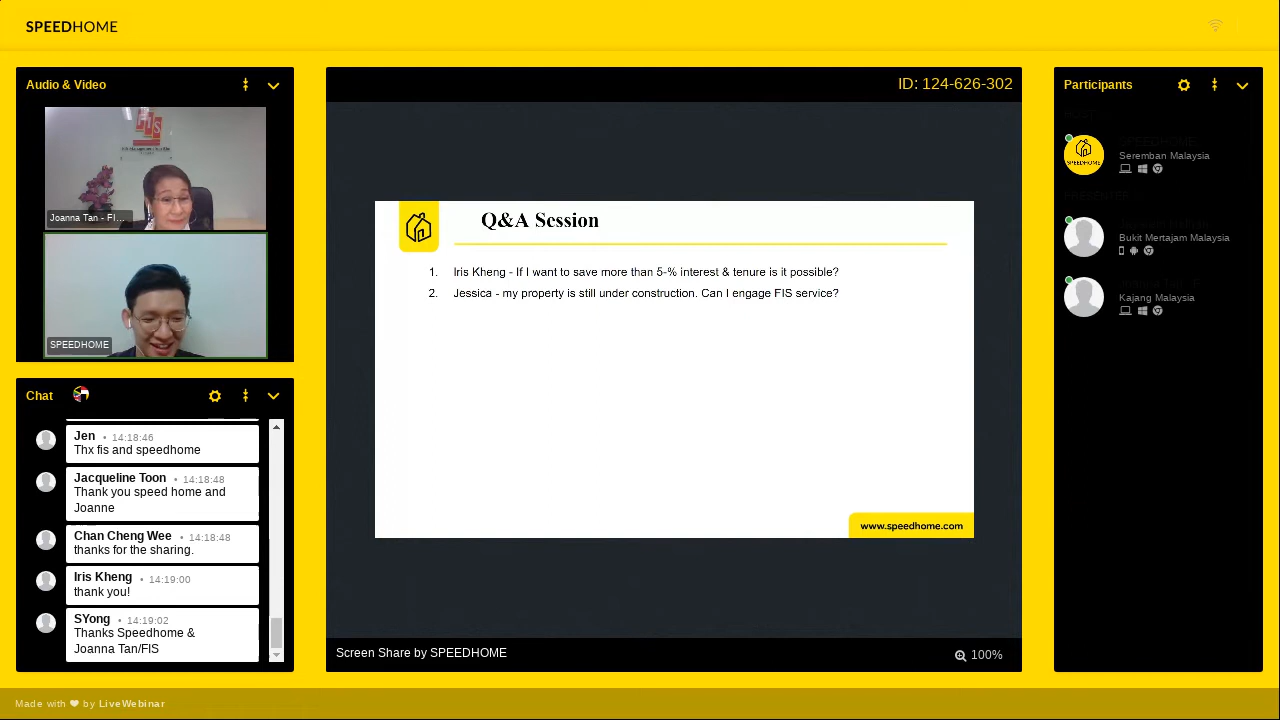 SPEEDHOME
Audio & Video
Joanna Tan - FI...
SPEEDHOME
Chat
Jen • 14:18:46
Thx fis and speedhome
Jacqueline Toon • 14:18:48
Thank you speed home and
Joanne
Chan Cheng Wee • 14:18:48
thanks for the sharing.
Iris Kheng • 14:19:00
thank you!
SYong • 14:19:02
Thanks Speedhome &
Joanna Tan/FIS
ID: 124-626-302
Q&A Session
1. Iris Kheng - If I want to save more than 5-% interest & tenure is it possible?
2. Jessica - my property is still under construction. Can I engage FIS service?
www.speedhome.com
Screen Share by SPEEDHOME
100%
Participants
HOST
SPEEDHOME
SPEEDHOME
Seremban Malaysia
PRESENTER
Bukit Mertajam Malaysia
Kajang Malaysia
Made with ❤ by LiveWebinar